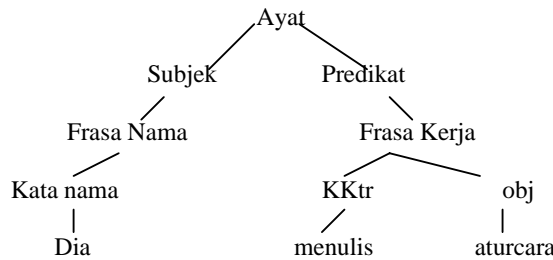 Ayat
Subjek Predikat
Frasa Nama Frasa Kerja
Kata nama KKtr obj
Dia menulis aturcara